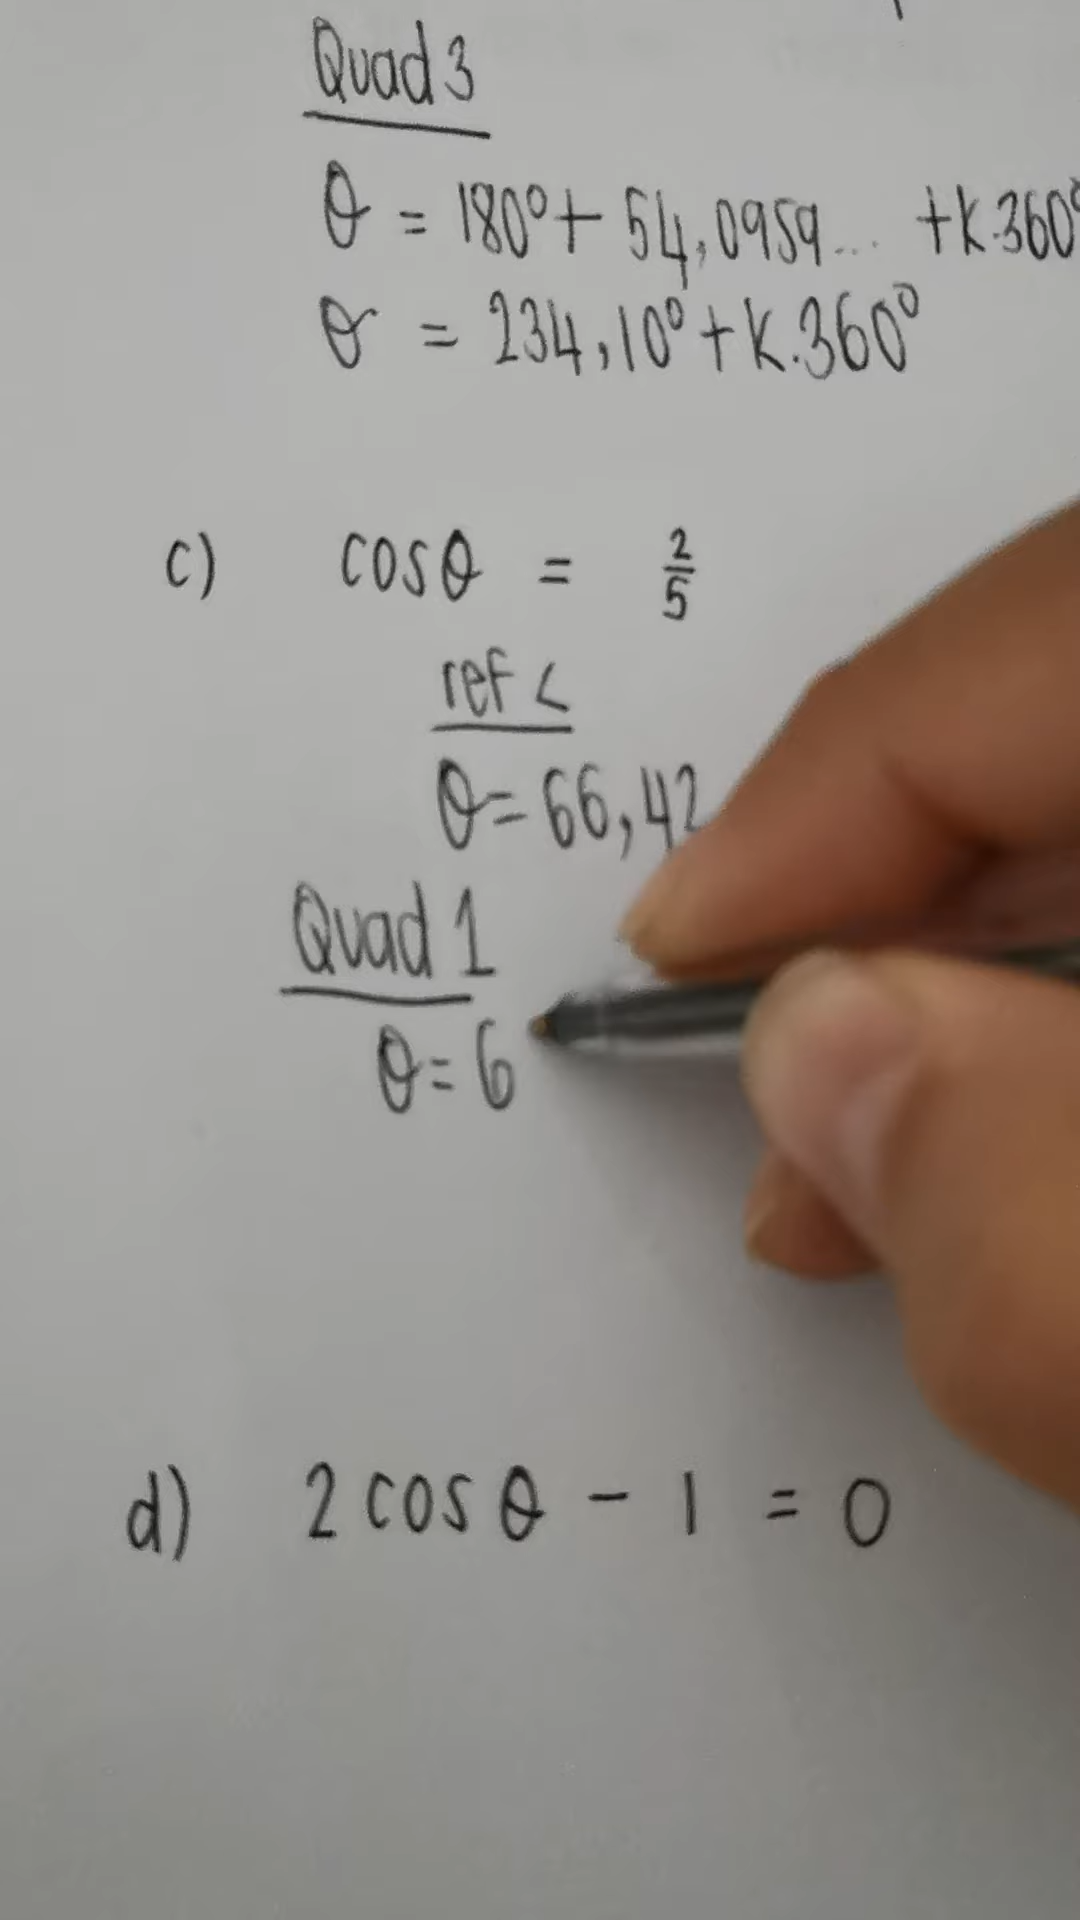 Quad 3
θ = 180° + 54,0959... + k.360°
θ = 234,10° + k.360°
c) cosθ = 2/5
ref <
θ = 66,42
Quad 1
θ = 6
d) 2 cos θ - 1 = 0